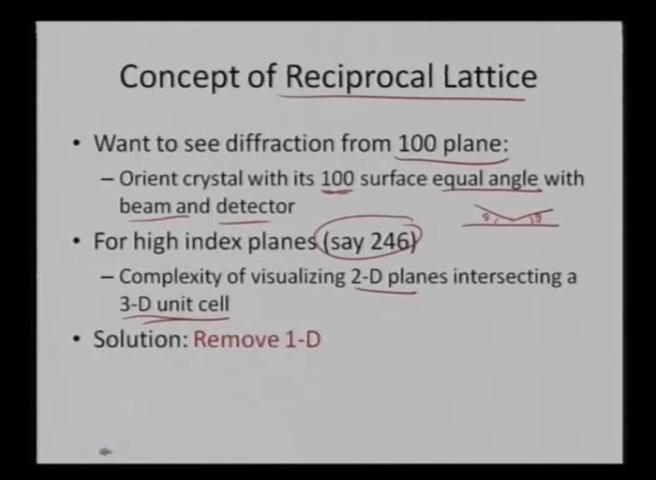 Concept of Reciprocal Lattice
• Want to see diffraction from 100 plane:
– Orient crystal with its 100 surface equal angle with
beam and detector
θ θ
• For high index planes (say 246)
– Complexity of visualizing 2-D planes intersecting a
3-D unit cell
• Solution: Remove 1-D